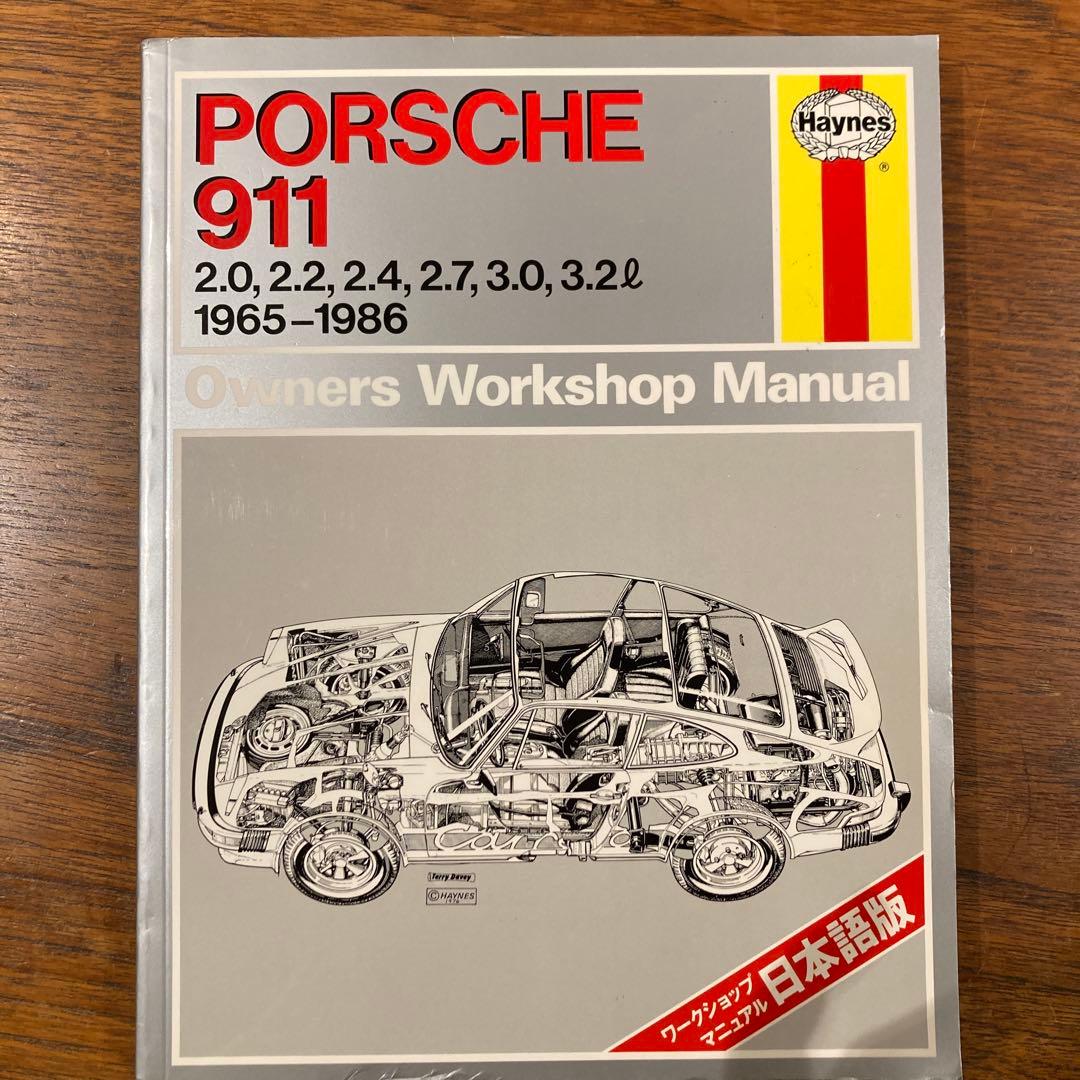 PORSCHE
911
2.0, 2.2, 2.4, 2.7, 3.0, 3.2ℓ
1965–1986
Haynes
®
Owners Workshop Manual
Carrera
Terry Davey
© HAYNES
1976
ワークショップ
マニュアル
日本語版